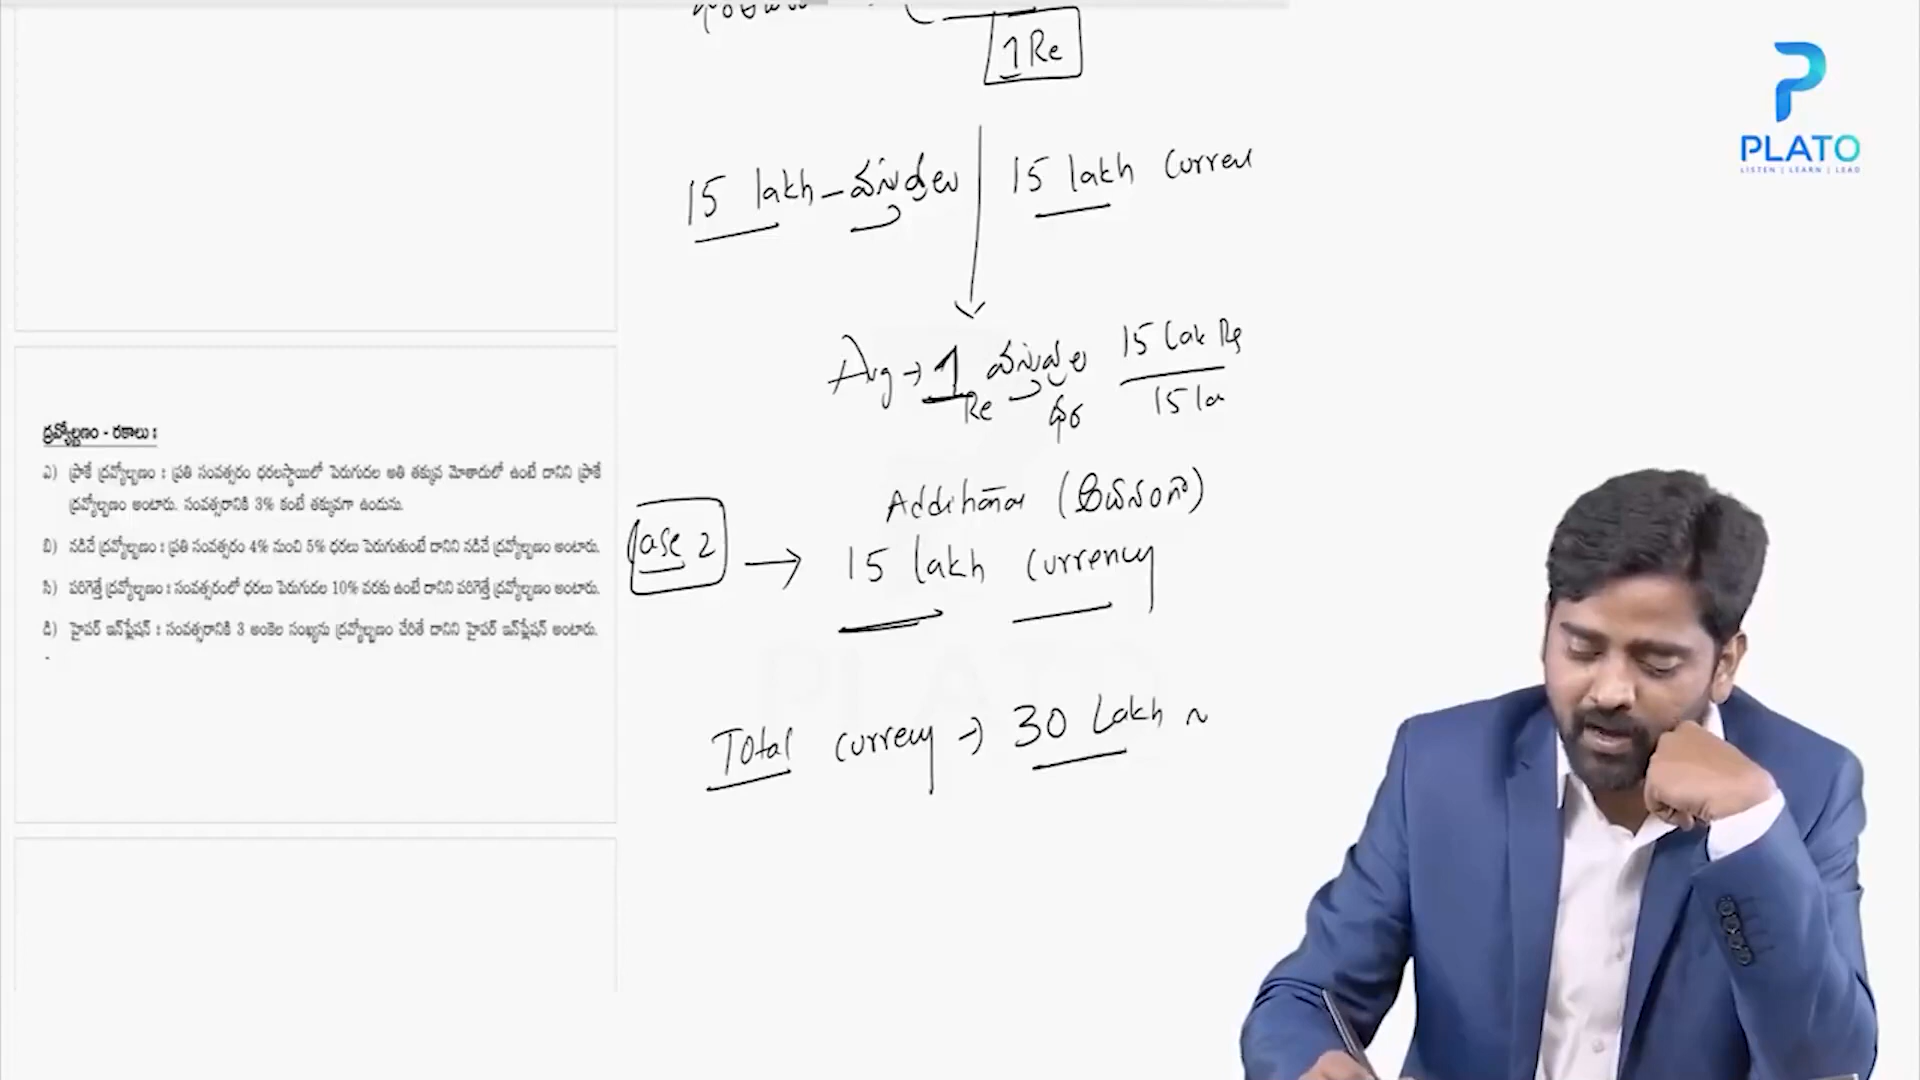 1 Re
15 lakh - వస్తువులు
15 lakh
Avg → 1 Re
ధర
15 lak Rs
15 la
Case 2
(అదనంగా)
→ 15 lakh currency
Total currency → 30 Lakh
ద్రవ్యోల్బణం - రకాలు :
ఎ) ప్రాకే ద్రవ్యోల్బణం : ప్రతి సంవత్సరం ధరలస్థాయిలో పెరుగుదల అతి తక్కువ మోతాదులో ఉంటే దానిని ప్రాకే
ద్రవ్యోల్బణం అంటారు. సంవత్సరానికి 3% కంటే తక్కువగా ఉండును.
బి) నడిచే ద్రవ్యోల్బణం : ప్రతి సంవత్సరం 4% నుంచి 5% ధరలు పెరుగుతుంటే దానిని నడిచే ద్రవ్యోల్బణం అంటారు.
సి) పరిగెత్తే ద్రవ్యోల్బణం : సంవత్సరంలో ధరలు పెరుగుదల 10% వరకు ఉంటే దానిని పరిగెత్తే ద్రవ్యోల్బణం అంటారు.
డి) హైపర్ ఇన్‌ఫ్లేషన్ : సంవత్సరానికి 3 అంకెల సంఖ్యను ద్రవ్యోల్బణం చేరితే దానిని హైపర్ ఇన్‌ఫ్లేషన్ అంటారు.
PLATO
LISTEN | LEARN | LEAD
PLATO